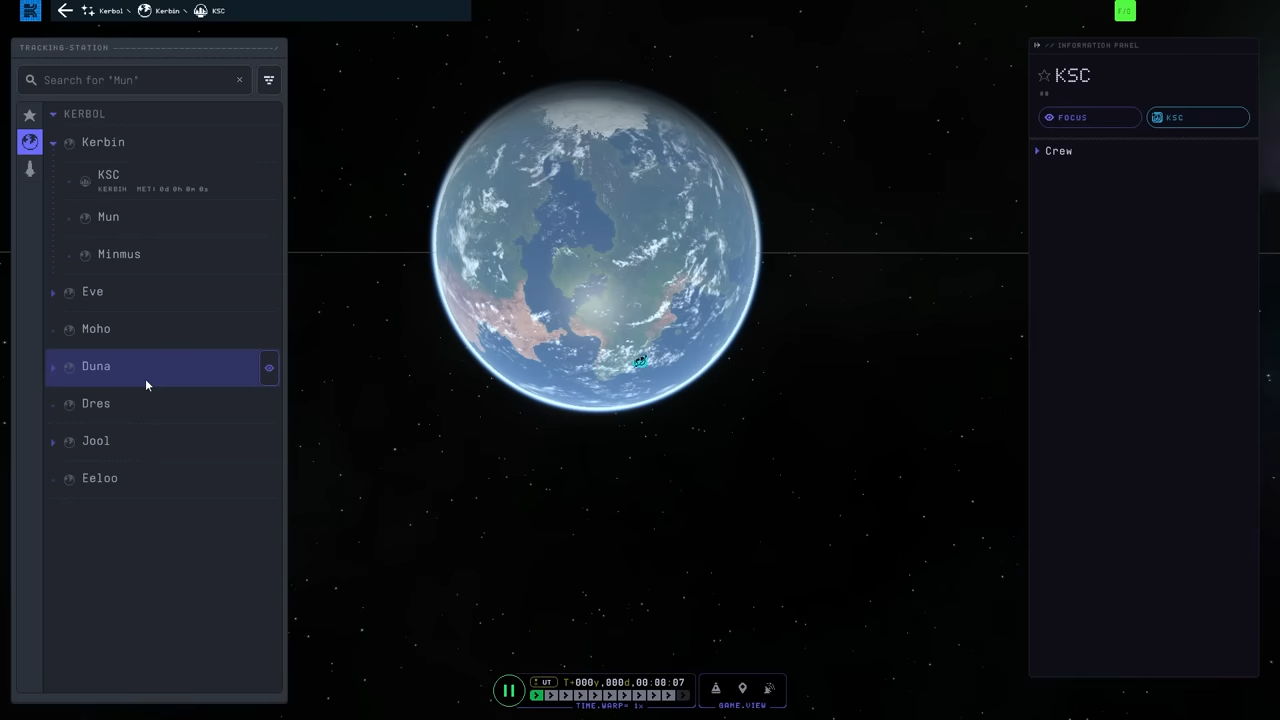 Kerbol \ Kerbin \ KSC
F/O
TRACKING-STATION
// INFORMATION PANEL
Search for "Mun"
KSC
FOCUS
KSC
Crew
KERBOL
Kerbin
KSC
KERBIN MET: 0d 0h 0m 0s
Mun
Minmus
Eve
Moho
Duna
Dres
Jool
Eeloo
UT T+000y,000d,00:00:07
TIME.WARP= 1x
GAME.VIEW